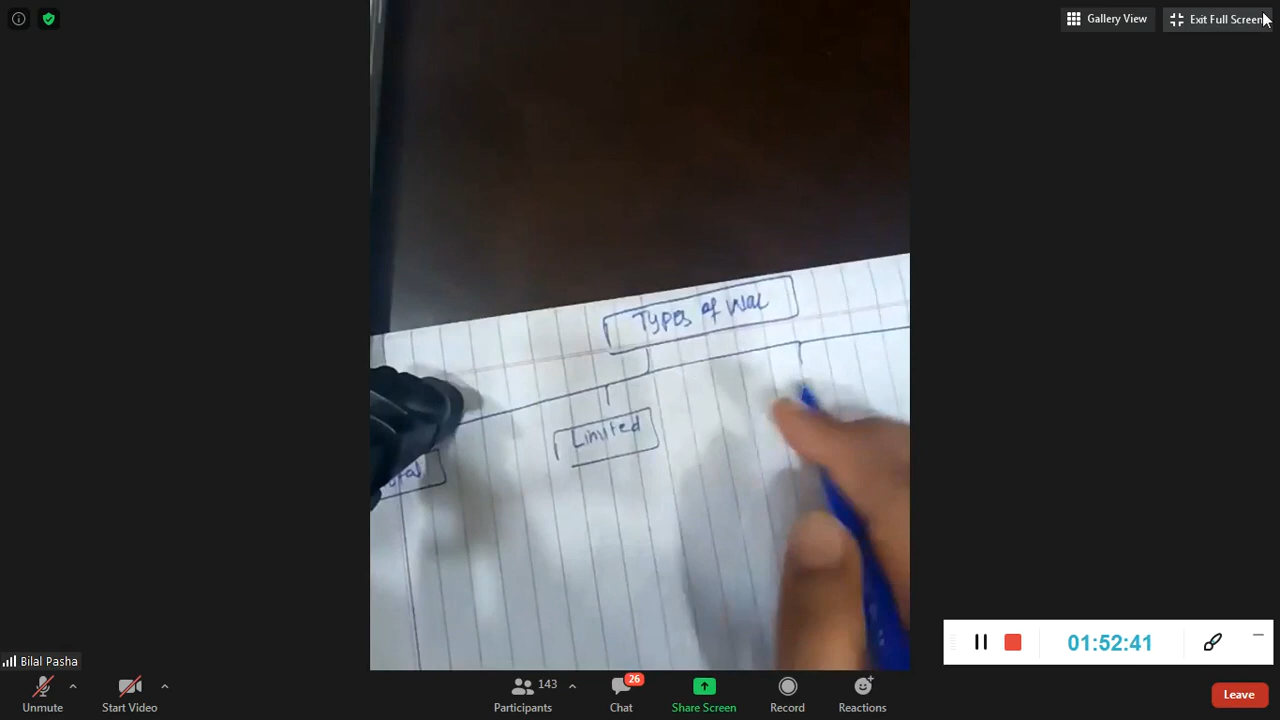 Gallery View
Exit Full Screen
Types of War
Limited
Bilal Pasha
01:52:41
Unmute
Start Video
143
Participants
26
Chat
Share Screen
Record
Reactions
Leave